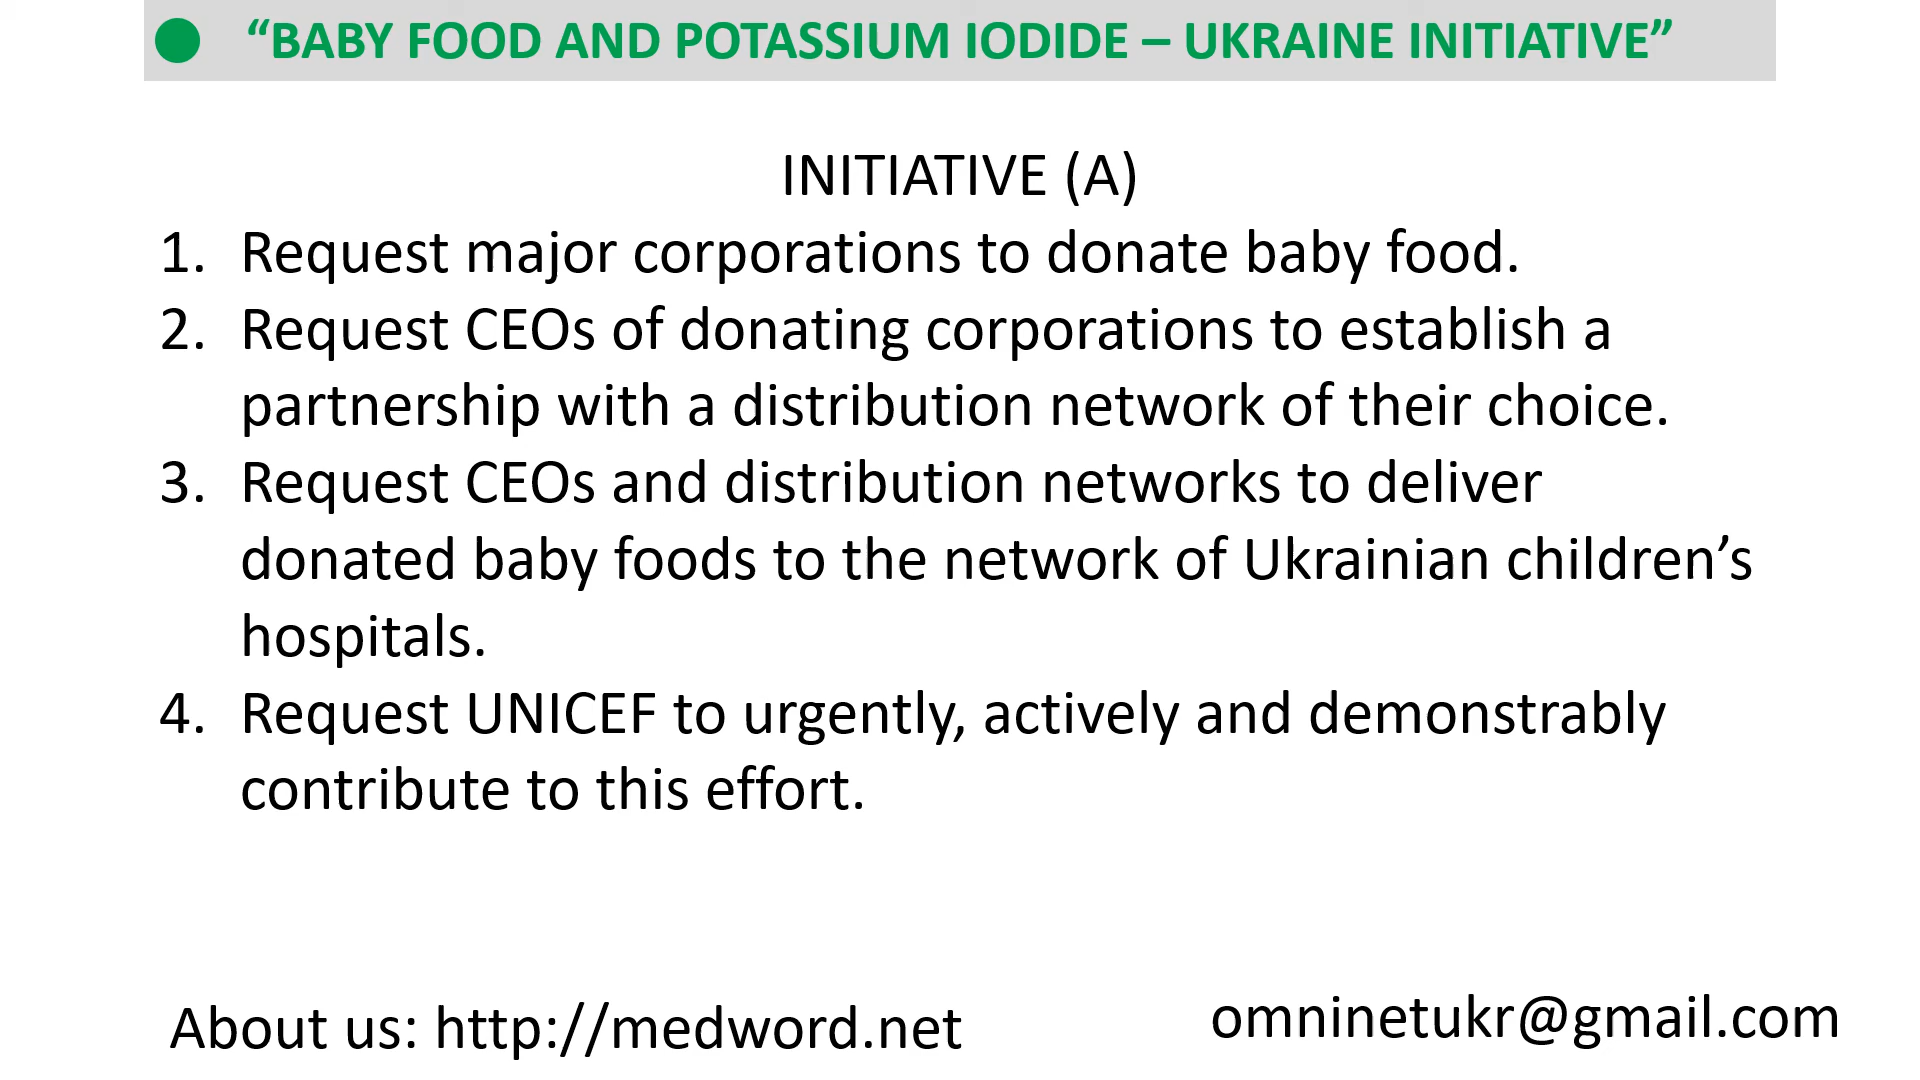 “BABY FOOD AND POTASSIUM IODIDE – UKRAINE INITIATIVE”
INITIATIVE (A)
1. Request major corporations to donate baby food.
2. Request CEOs of donating corporations to establish a
partnership with a distribution network of their choice.
3. Request CEOs and distribution networks to deliver
donated baby foods to the network of Ukrainian children’s
hospitals.
4. Request UNICEF to urgently, actively and demonstrably
contribute to this effort.
About us: http://medword.net
omninetukr@gmail.com